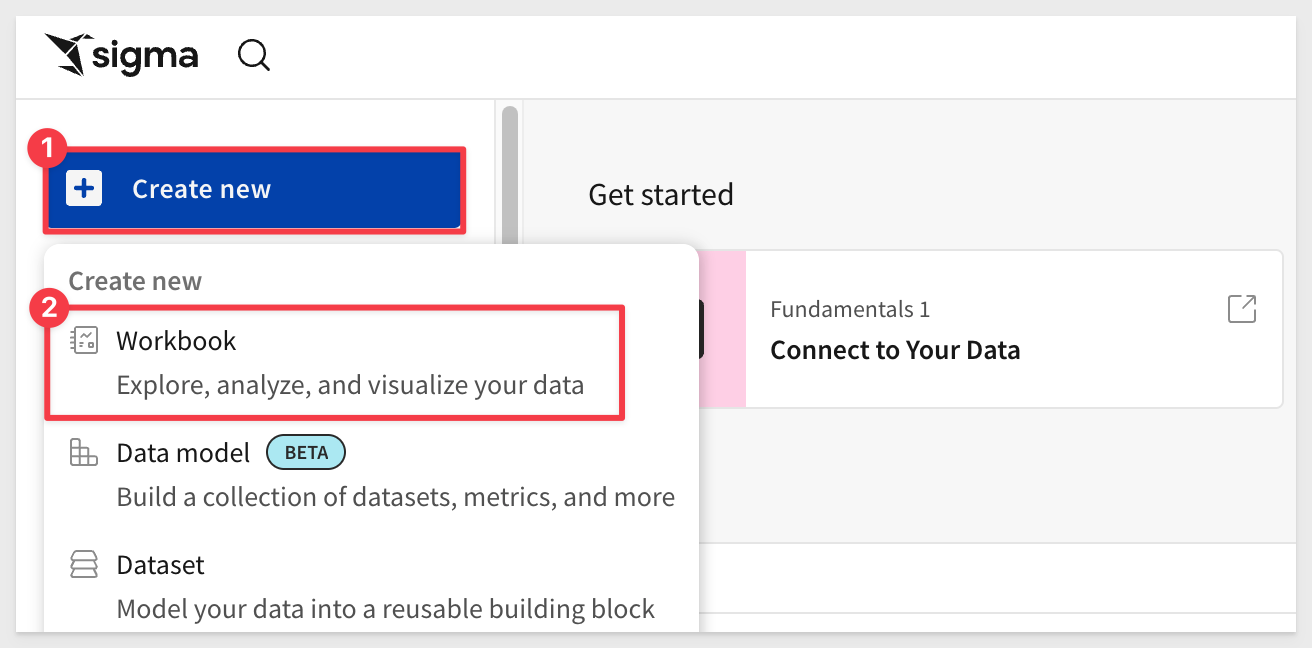 sigma
1
Create new
Get started
Create new
2
Workbook
Explore, analyze, and visualize your data
Fundamentals 1
Connect to Your Data
Data model BETA
Build a collection of datasets, metrics, and more
Dataset
Model your data into a reusable building block